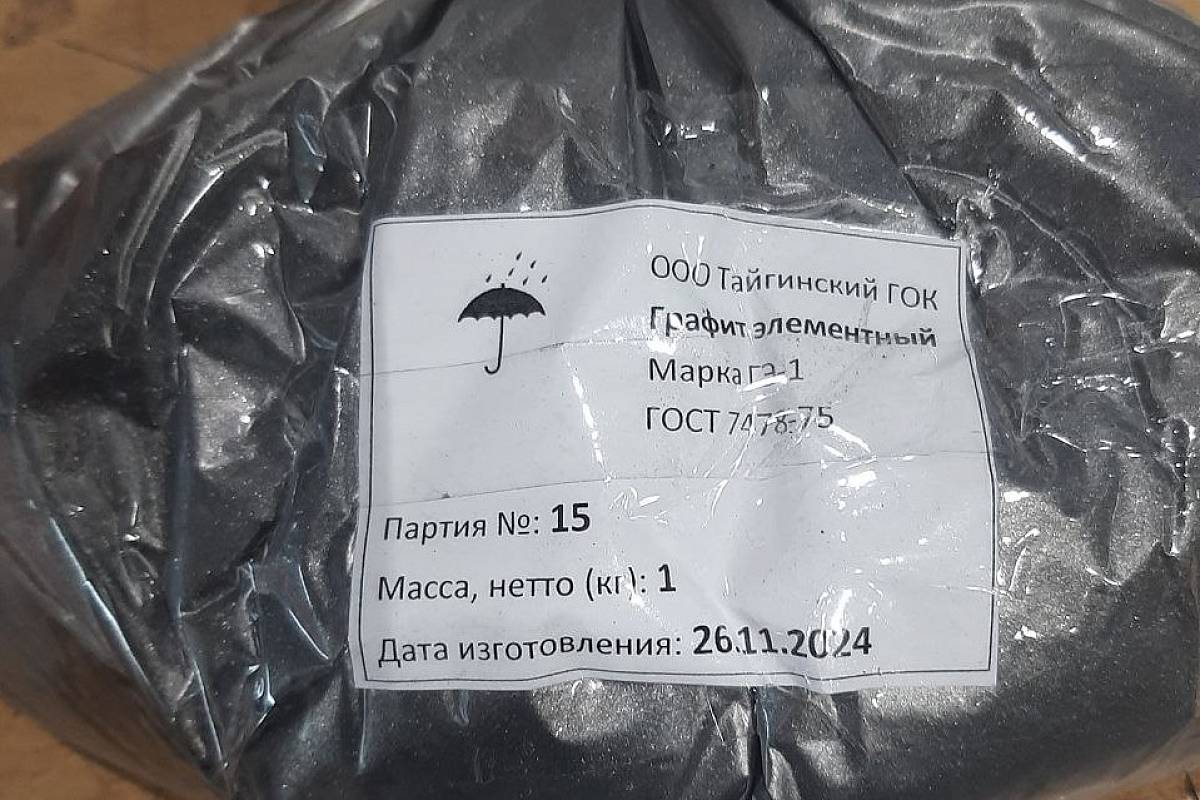 ООО Тайгинский ГОК
Графит элементный
Марка гэ-1
ГОСТ 7478-75
Партия №: 15
Масса, нетто (кг): 1
Дата изготовления: 26.11.2024